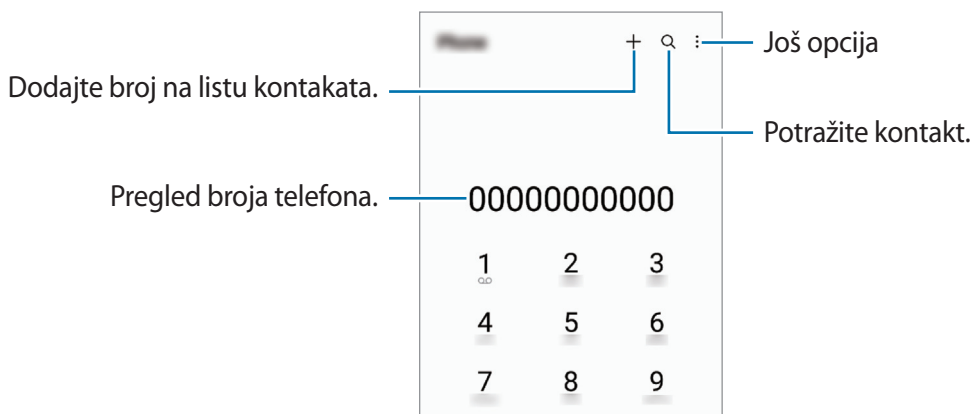 Phone
Još opcija
Dodajte broj na listu kontakata.
Potražite kontakt.
Pregled broja telefona.
00000000000
1 2 3
4 5 6
7 8 9